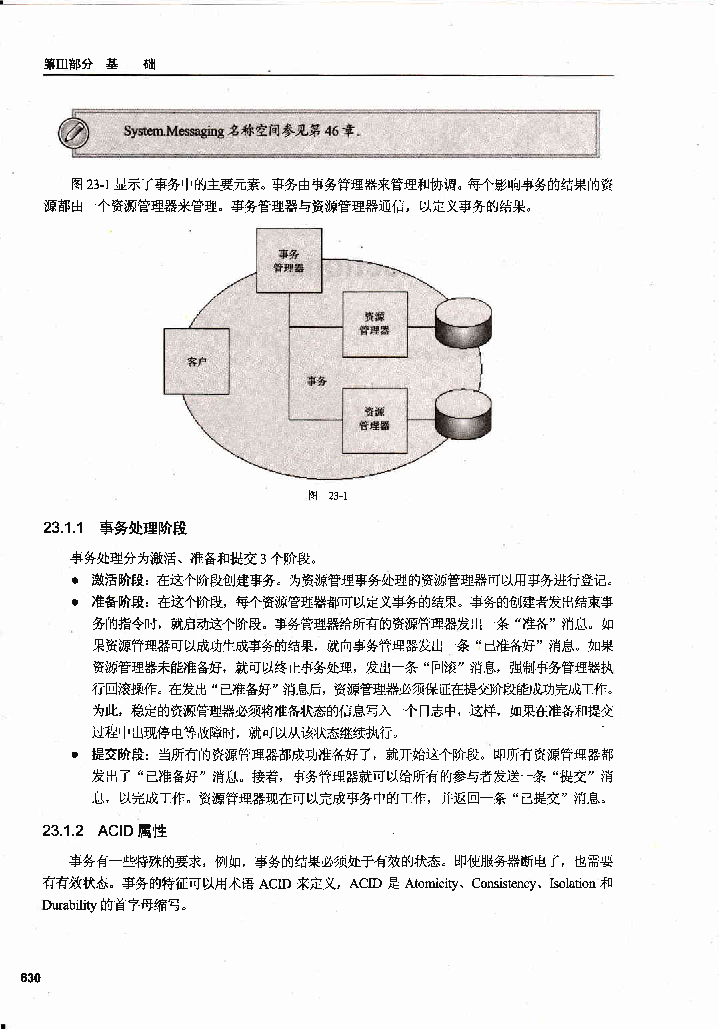 第III部分 基 础
System.Messaging 名称空间参见第 46 章。
图 23-1 显示了事务中的主要元素。事务由事务管理器来管理和协调。每个影响事务的结果的资
源都由一个资源管理器来管理。事务管理器与资源管理器通信，以定义事务的结果。
事务
管理器
资源
管理器
客户
事务
资源
管理器
图 23-1
23.1.1 事务处理阶段
事务处理分为激活、准备和提交 3 个阶段。
● 激活阶段：在这个阶段创建事务。为资源管理事务处理的资源管理器可以用事务进行登记。
● 准备阶段：在这个阶段，每个资源管理器都可以定义事务的结果。事务的创建者发出结束事
务的指令时，就启动这个阶段。事务管理器给所有的资源管理器发出一条“准备”消息。如
果资源管理器可以成功生成事务的结果，就向事务管理器发出一条“已准备好”消息。如果
资源管理器未能准备好，就可以终止事务处理，发出一条“回滚”消息，强制事务管理器执
行回滚操作。在发出“已准备好”消息后，资源管理器必须保证在提交阶段能成功完成工作。
为此，稳定的资源管理器必须将准备状态的信息写入一个日志中，这样，如果在准备和提交
过程中出现停电等故障时，就可以从该状态继续执行。
● 提交阶段：当所有的资源管理器都成功准备好了，就开始这个阶段。即所有资源管理器都
发出了“已准备好”消息。接着，事务管理器就可以给所有的参与者发送一条“提交”消
息，以完成工作。资源管理器现在可以完成事务中的工作，并返回一条“已提交”消息。
23.1.2 ACID 属性
事务有一些特殊的要求，例如，事务的结果必须处于有效的状态。即使服务器断电了，也需要
有有效状态。事务的特征可以用术语 ACID 来定义，ACID 是 Atomicity、Consistency、Isolation 和
Durability 的首字母缩写。
630